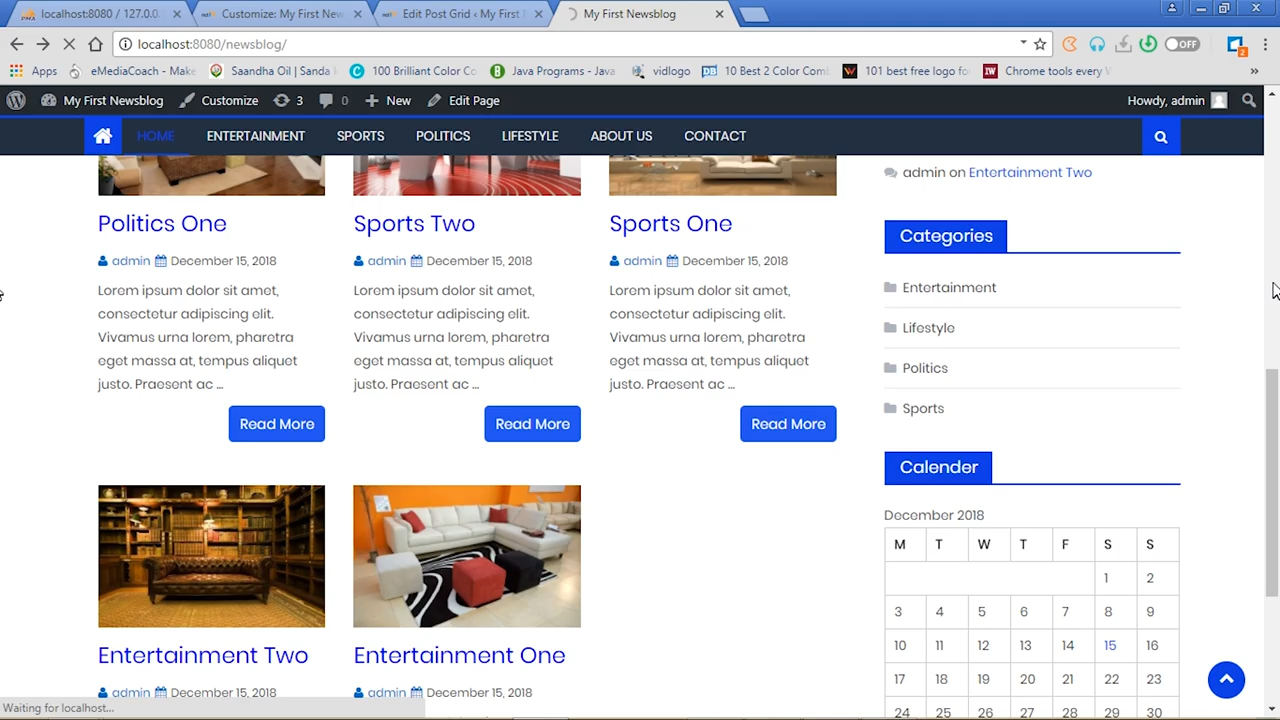 localhost:8080 / 127.0.0.
Customize: My First New
Edit Post Grid ‹ My First
My First Newsblog
localhost:8080/newsblog/
OFF
2
Apps
eMediaCoach - Make
Saandha Oil | Sanda
100 Brilliant Color Co
Java Programs - Java
vidlogo
10 Best 2 Color Comb
101 best free logo fo
Chrome tools every W
»
My First Newsblog
Customize
3
0
New
Edit Page
Howdy, admin
HOME
ENTERTAINMENT
SPORTS
POLITICS
LIFESTYLE
ABOUT US
CONTACT
admin on Entertainment Two
Politics One
admin December 15, 2018
Lorem ipsum dolor sit amet,
consectetur adipiscing elit.
Vivamus urna lorem, pharetra
eget massa at, tempus aliquet
justo. Praesent ac ...
Read More
Sports Two
admin December 15, 2018
Lorem ipsum dolor sit amet,
consectetur adipiscing elit.
Vivamus urna lorem, pharetra
eget massa at, tempus aliquet
justo. Praesent ac ...
Read More
Sports One
admin December 15, 2018
Lorem ipsum dolor sit amet,
consectetur adipiscing elit.
Vivamus urna lorem, pharetra
eget massa at, tempus aliquet
justo. Praesent ac ...
Read More
Entertainment Two
admin December 15, 2018
Entertainment One
admin December 15, 2018
Categories
Entertainment
Lifestyle
Politics
Sports
Calender
December 2018
M T W T F S S
1 2
3 4 5 6 7 8 9
10 11 12 13 14 15 16
17 18 19 20 21 22 23
24 25 26 27 28 29 30
Waiting for localhost...